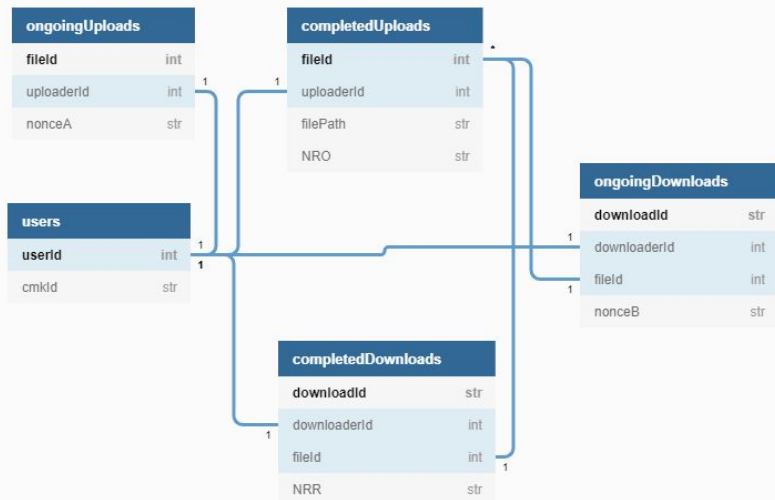 ongoingUploads
fileId int
uploaderId int
nonceA str
completedUploads
fileId int
uploaderId int
filePath str
NRO str
ongoingDownloads
downloadId str
downloaderId int
fileId int
nonceB str
users
userId int
cmkId str
completedDownloads
downloadId str
downloaderId int
fileId int
NRR str
1
1
*
1
1
1
1
1
1